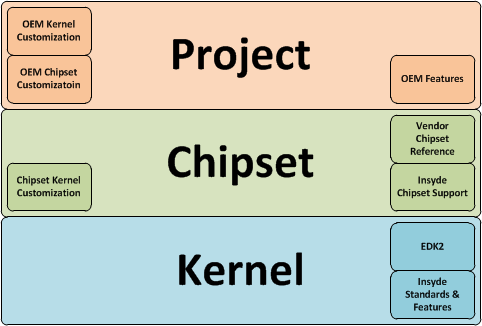 OEM Kernel
Customization
OEM Chipset
Customizatoin
Project
OEM Features
Vendor
Chipset
Reference
Chipset
Chipset Kernel
Customization
Insyde
Chipset Support
EDK2
Kernel
Insyde
Standards &
Features